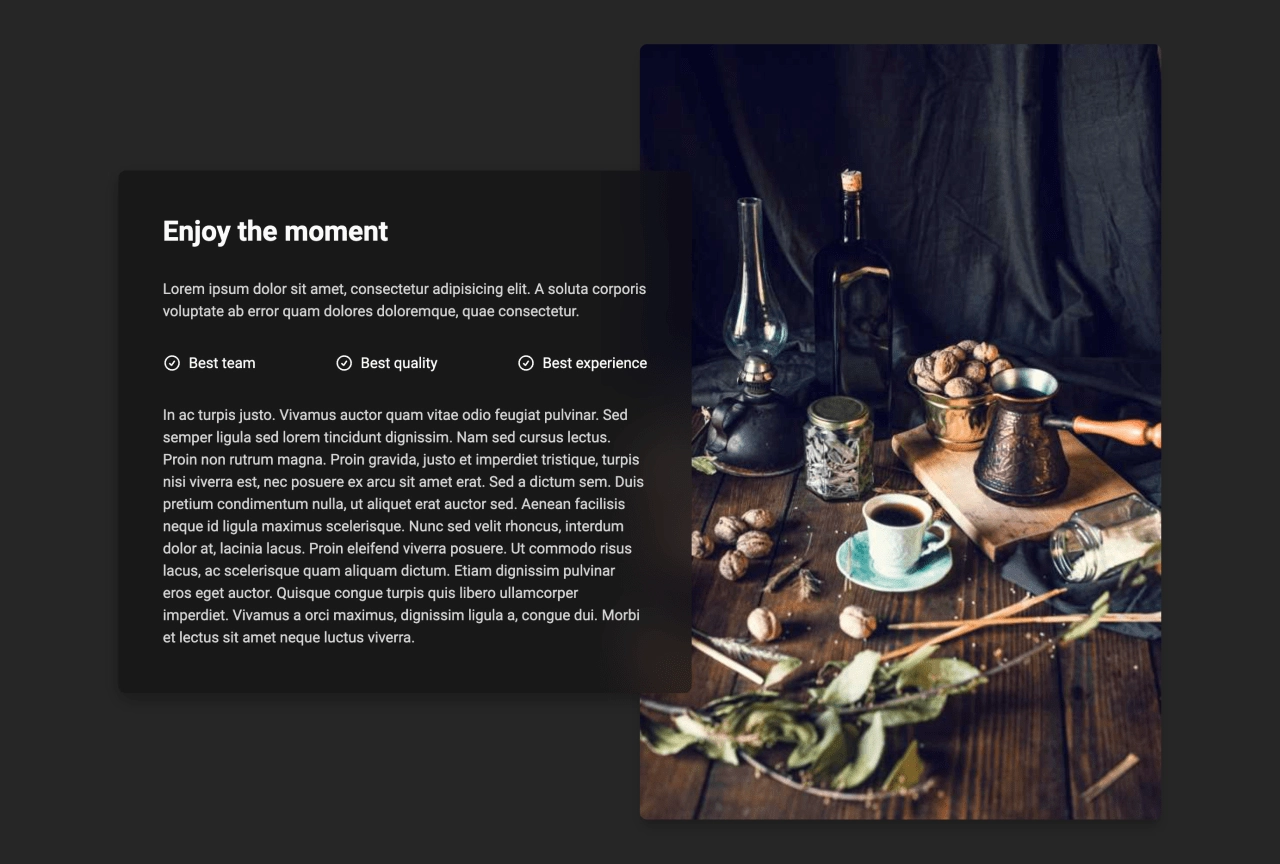 Enjoy the moment
Lorem ipsum dolor sit amet, consectetur adipisicing elit. A soluta corporis
voluptate ab error quam dolores doloremque, quae consectetur.
Best team Best quality Best experience
In ac turpis justo. Vivamus auctor quam vitae odio feugiat pulvinar. Sed
semper ligula sed lorem tincidunt dignissim. Nam sed cursus lectus.
Proin non rutrum magna. Proin gravida, justo et imperdiet tristique, turpis
nisi viverra est, nec posuere ex arcu sit amet erat. Sed a dictum sem. Duis
pretium condimentum nulla, ut aliquet erat auctor sed. Aenean facilisis
neque id ligula maximus scelerisque. Nunc sed velit rhoncus, interdum
dolor at, lacinia lacus. Proin eleifend viverra posuere. Ut commodo risus
lacus, ac scelerisque quam aliquam dictum. Etiam dignissim pulvinar
eros eget auctor. Quisque congue turpis quis libero ullamcorper
imperdiet. Vivamus a orci maximus, dignissim ligula a, congue dui. Morbi
et lectus sit amet neque luctus viverra.